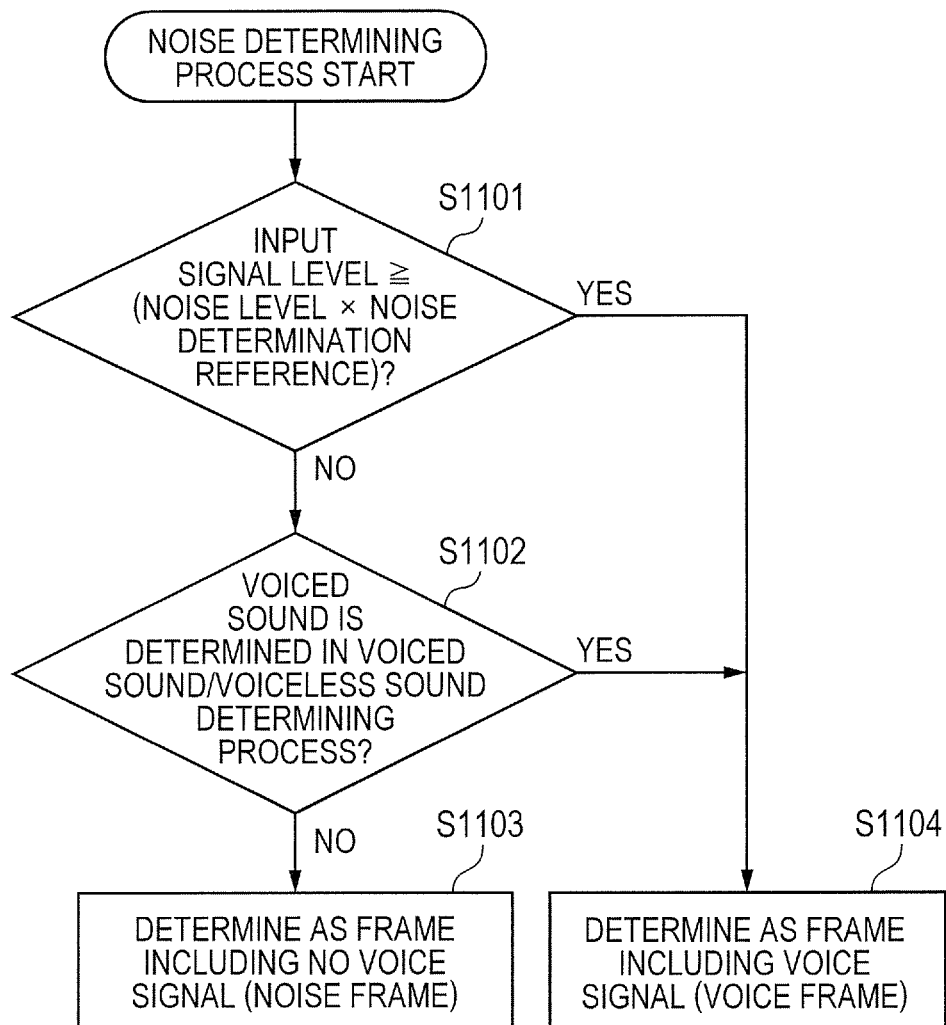 NOISE DETERMINING
PROCESS START
S1101
INPUT
SIGNAL LEVEL ≧
(NOISE LEVEL × NOISE
DETERMINATION
REFERENCE)?
YES
NO
S1102
VOICED
SOUND IS
DETERMINED IN VOICED
SOUND/VOICELESS SOUND
DETERMINING
PROCESS?
YES
NO
S1103
DETERMINE AS FRAME
INCLUDING NO VOICE
SIGNAL (NOISE FRAME)
S1104
DETERMINE AS FRAME
INCLUDING VOICE
SIGNAL (VOICE FRAME)